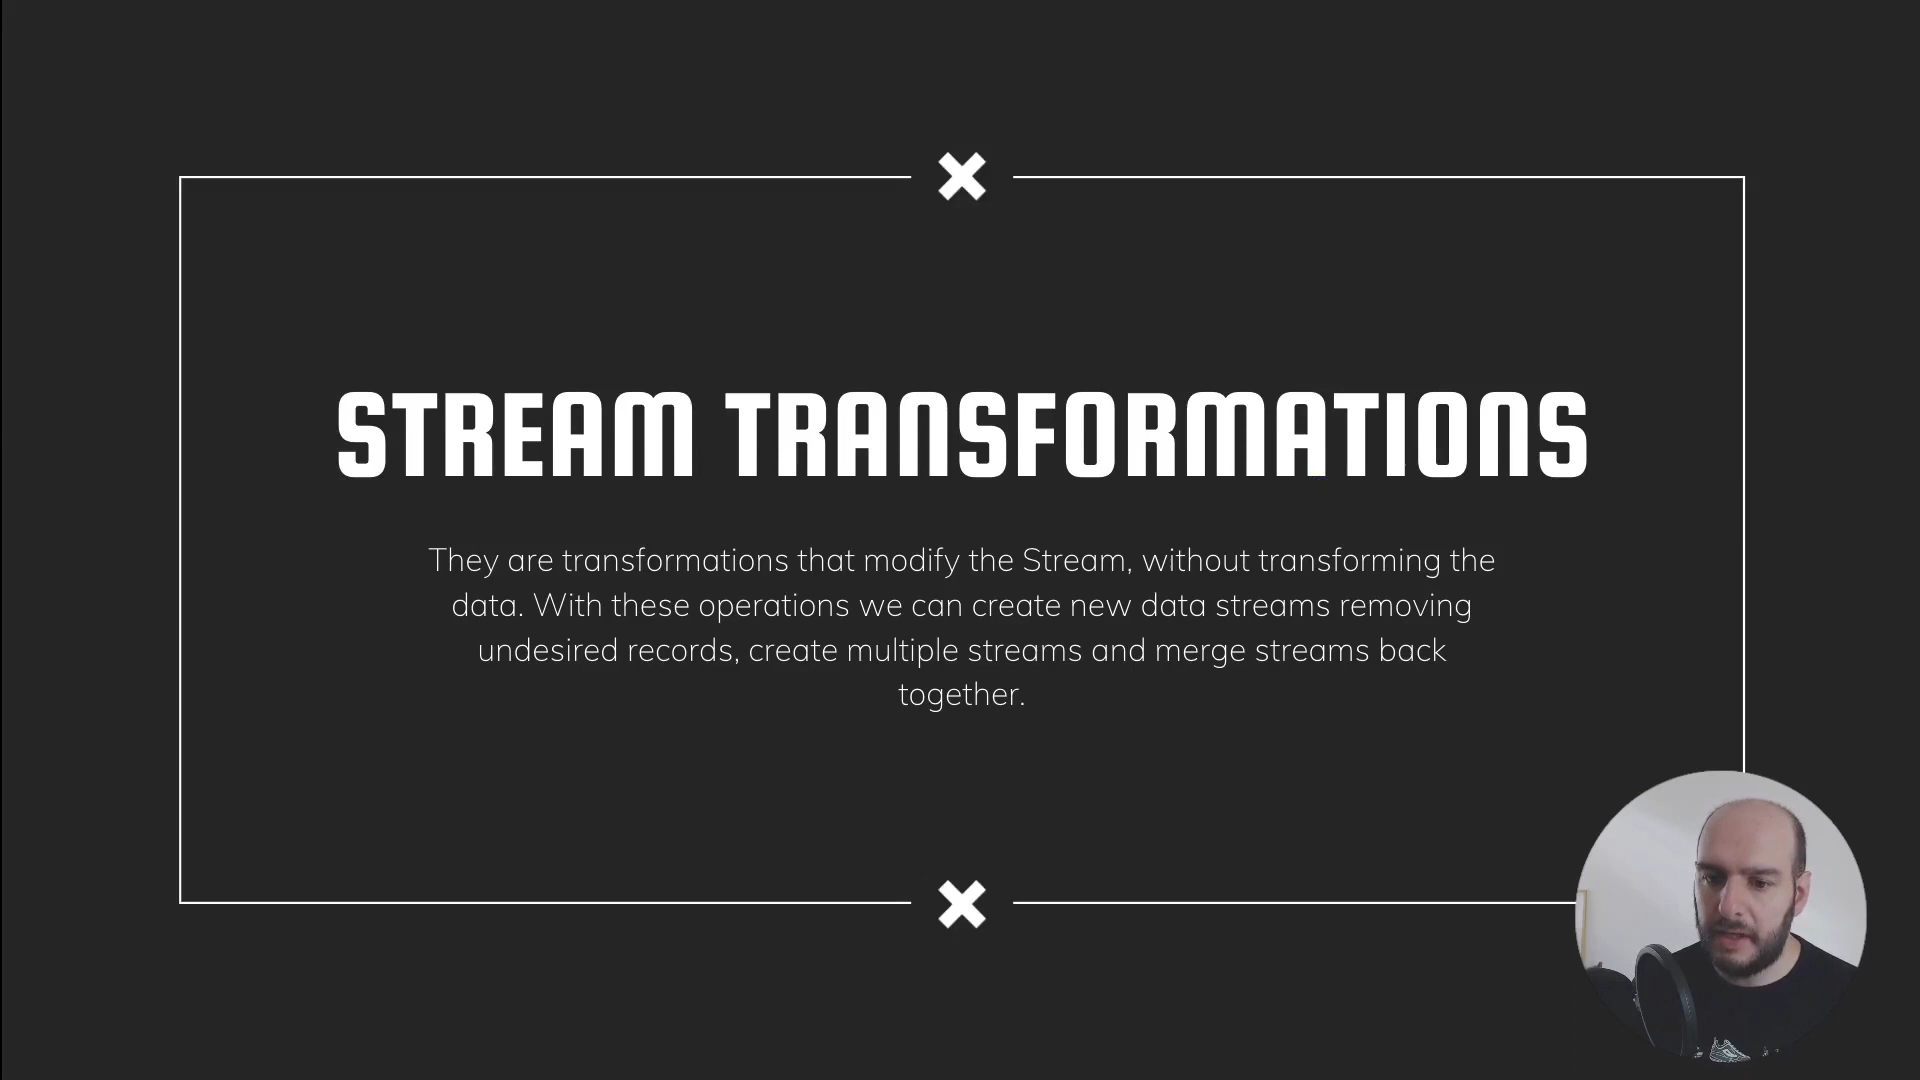 STREAM TRANSFORMATIONS
They are transformations that modify the Stream, without transforming the
data. With these operations we can create new data streams removing
undesired records, create multiple streams and merge streams back
together.